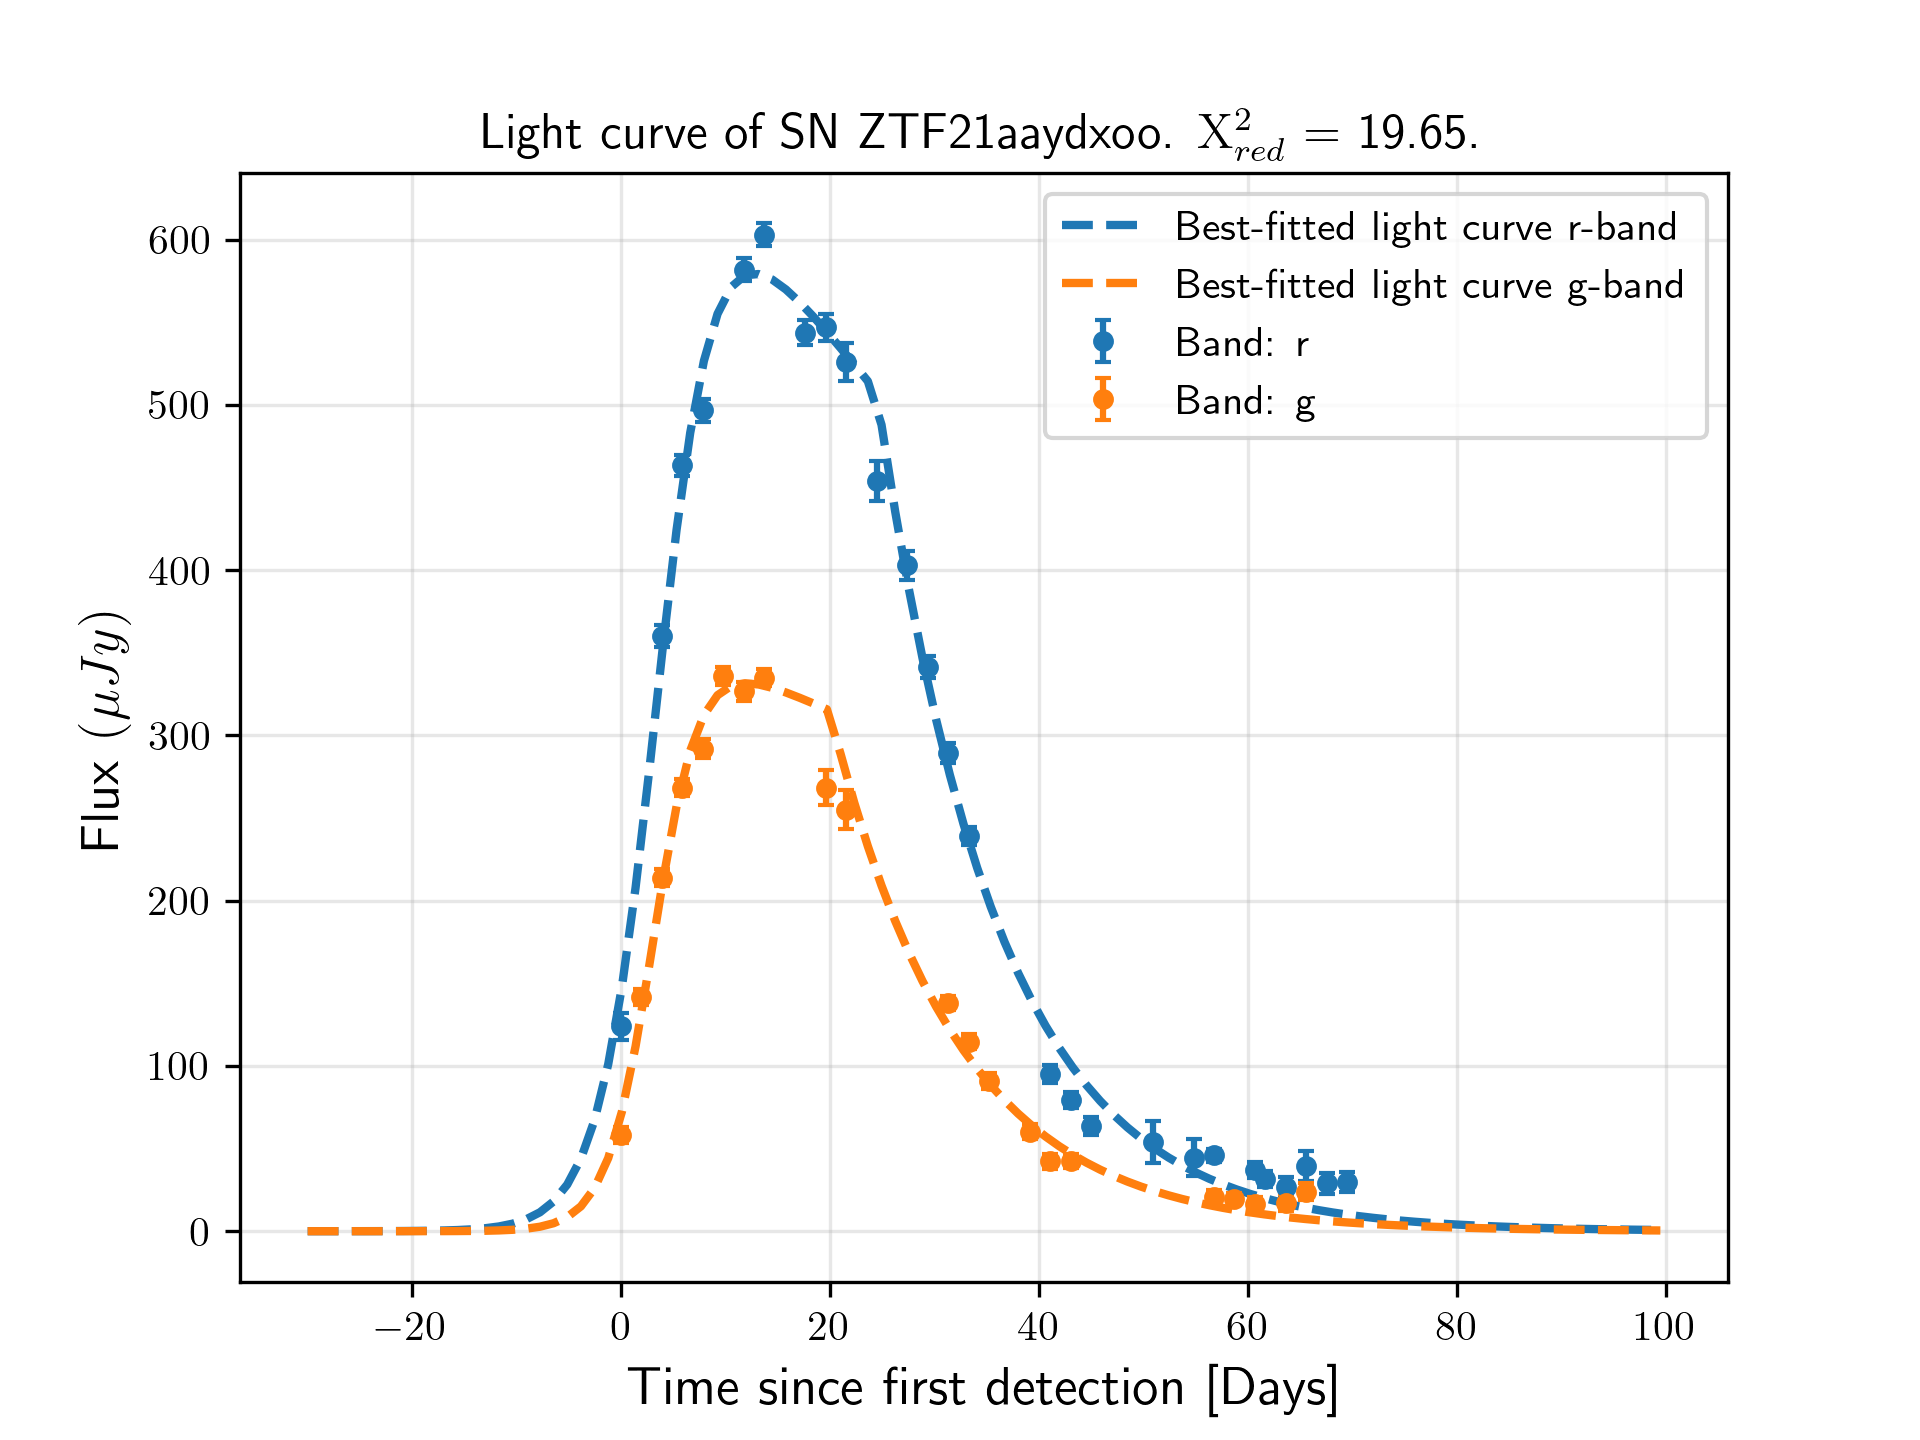 Light curve of SN ZTF21aaydxoo. X²_red = 19.65.
Best-fitted light curve r-band
Best-fitted light curve g-band
Band: r
Band: g
600
500
400
300
200
100
0
Flux (μJy)
−20 0 20 40 60 80 100
Time since first detection [Days]